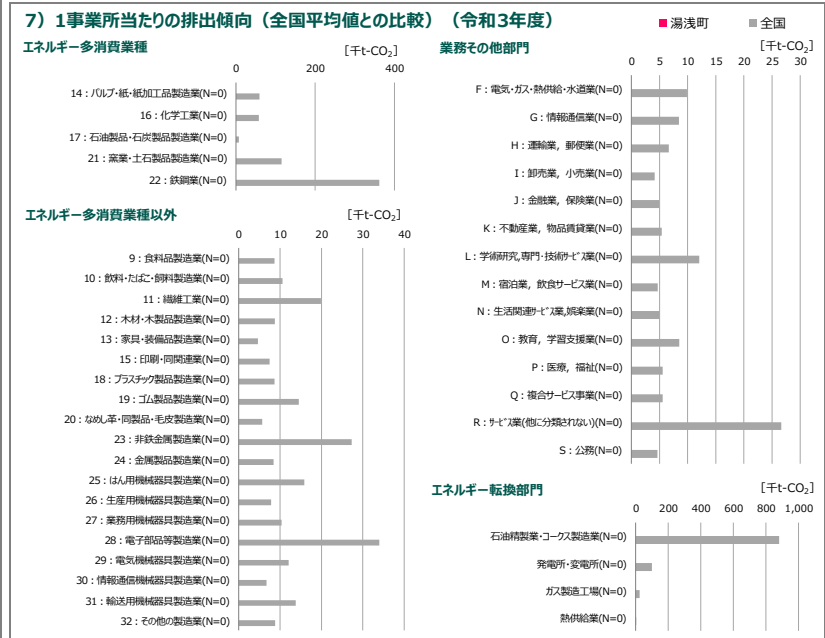 7）1事業所当たりの排出傾向（全国平均値との比較）（令和3年度）
■湯浅町 ■全国
エネルギー多消費業種
[千t-CO₂]
0 200 400
14：パルプ・紙・紙加工品製造業(N=0)
16：化学工業(N=0)
17：石油製品・石炭製品製造業(N=0)
21：窯業・土石製品製造業(N=0)
22：鉄鋼業(N=0)
エネルギー多消費業種以外
[千t-CO₂]
0 10 20 30 40
9：食料品製造業(N=0)
10：飲料・たばこ・飼料製造業(N=0)
11：繊維工業(N=0)
12：木材・木製品製造業(N=0)
13：家具・装備品製造業(N=0)
15：印刷・同関連業(N=0)
18：プラスチック製品製造業(N=0)
19：ゴム製品製造業(N=0)
20：なめし革・同製品・毛皮製造業(N=0)
23：非鉄金属製造業(N=0)
24：金属製品製造業(N=0)
25：はん用機械器具製造業(N=0)
26：生産用機械器具製造業(N=0)
27：業務用機械器具製造業(N=0)
28：電子部品等製造業(N=0)
29：電気機械器具製造業(N=0)
30：情報通信機械器具製造業(N=0)
31：輸送用機械器具製造業(N=0)
32：その他の製造業(N=0)
業務その他部門
[千t-CO₂]
0 5 10 15 20 25 30
F：電気・ガス・熱供給・水道業(N=0)
G：情報通信業(N=0)
H：運輸業，郵便業(N=0)
I：卸売業，小売業(N=0)
J：金融業，保険業(N=0)
K：不動産業，物品賃貸業(N=0)
L：学術研究,専門・技術サービス業(N=0)
M：宿泊業，飲食サービス業(N=0)
N：生活関連サービス業,娯楽業(N=0)
O：教育，学習支援業(N=0)
P：医療，福祉(N=0)
Q：複合サービス事業(N=0)
R：サービス業(他に分類されない)(N=0)
S：公務(N=0)
エネルギー転換部門
[千t-CO₂]
0 200 400 600 800 1,000
石油精製業・コークス製造業(N=0)
発電所・変電所(N=0)
ガス製造工場(N=0)
熱供給業(N=0)